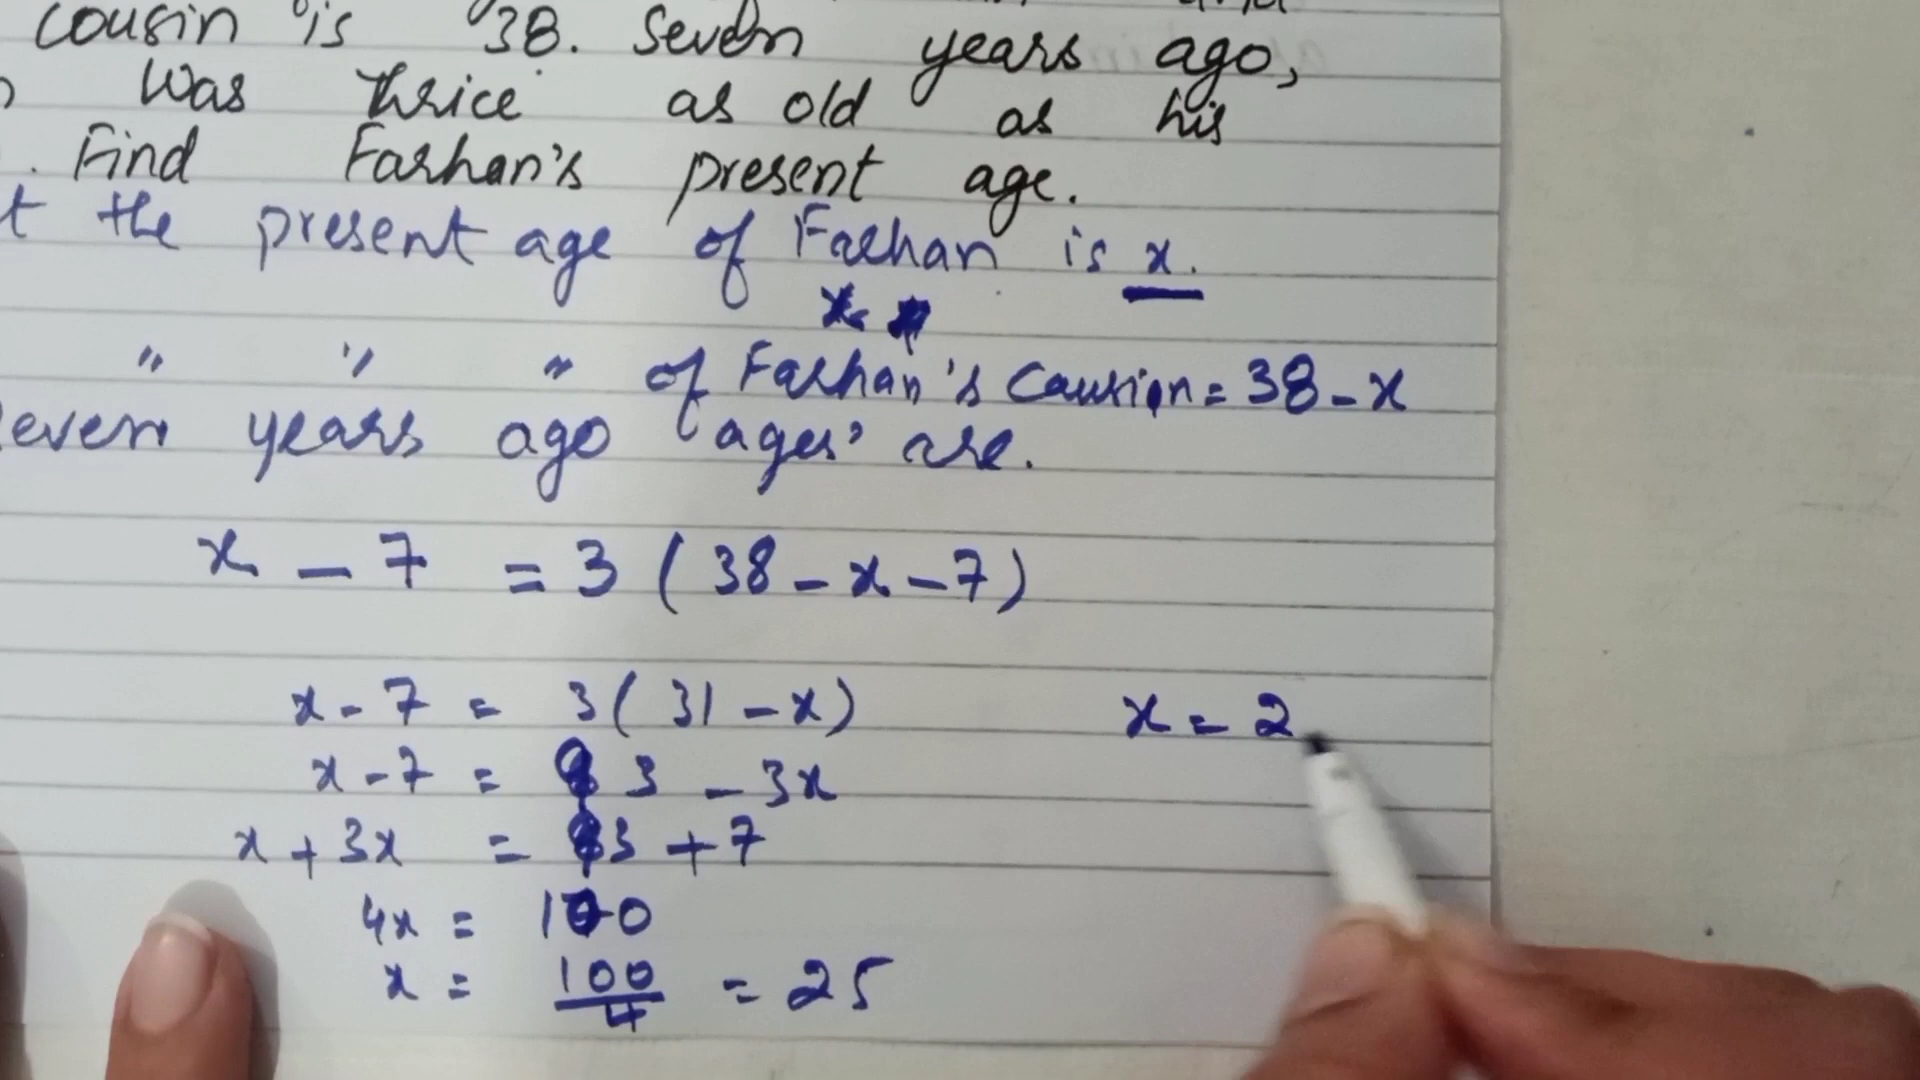 cousin is 38. Seven years ago,
was thrice as old as his
. Find Farhan's present age.
t the present age of Farhan is x.
x
" " " of Farhan's Causion = 38 - x
even years ago 'ages' are.
x - 7 = 3 ( 38 - x - 7 )
x - 7 = 3 ( 31 - x )
x - 7 = 93 - 3x
x + 3x = 93 + 7
4x = 100
x = 100/4 = 25
x = 2